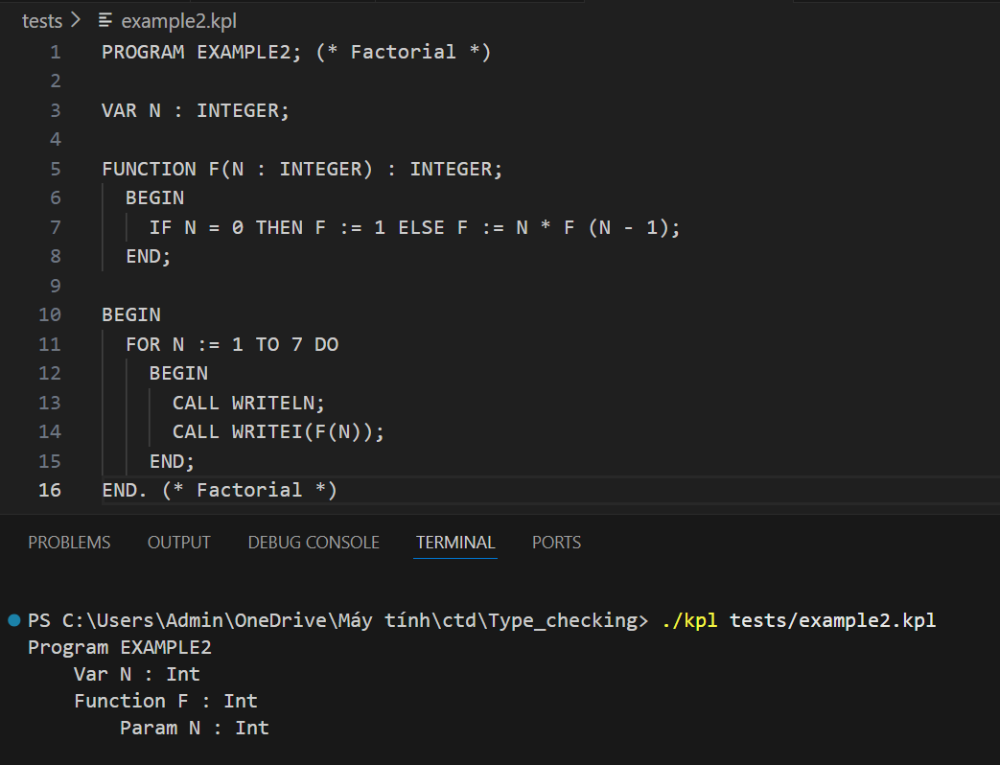 tests > example2.kpl
1 PROGRAM EXAMPLE2; (* Factorial *)
2
3 VAR N : INTEGER;
4
5 FUNCTION F(N : INTEGER) : INTEGER;
6   BEGIN
7     IF N = 0 THEN F := 1 ELSE F := N * F (N - 1);
8   END;
9
10 BEGIN
11   FOR N := 1 TO 7 DO
12     BEGIN
13       CALL WRITELN;
14       CALL WRITEI(F(N));
15     END;
16 END. (* Factorial *)
PROBLEMS OUTPUT DEBUG CONSOLE TERMINAL PORTS
PS C:\Users\Admin\OneDrive\Máy tính\ctd\Type_checking> ./kpl tests/example2.kpl
Program EXAMPLE2
    Var N : Int
    Function F : Int
        Param N : Int